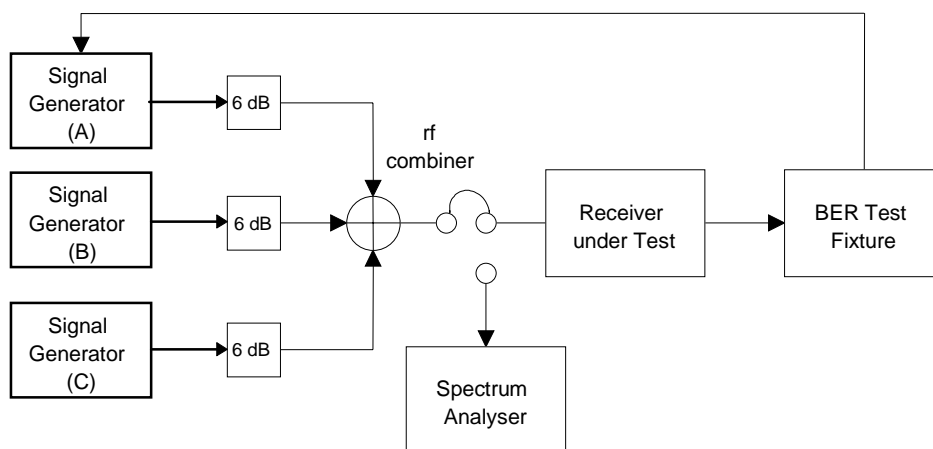 Signal
Generator
(A)
6 dB
rf
combiner
Signal
Generator
(B)
6 dB
Receiver
under Test
BER Test
Fixture
Signal
Generator
(C)
6 dB
Spectrum
Analyser